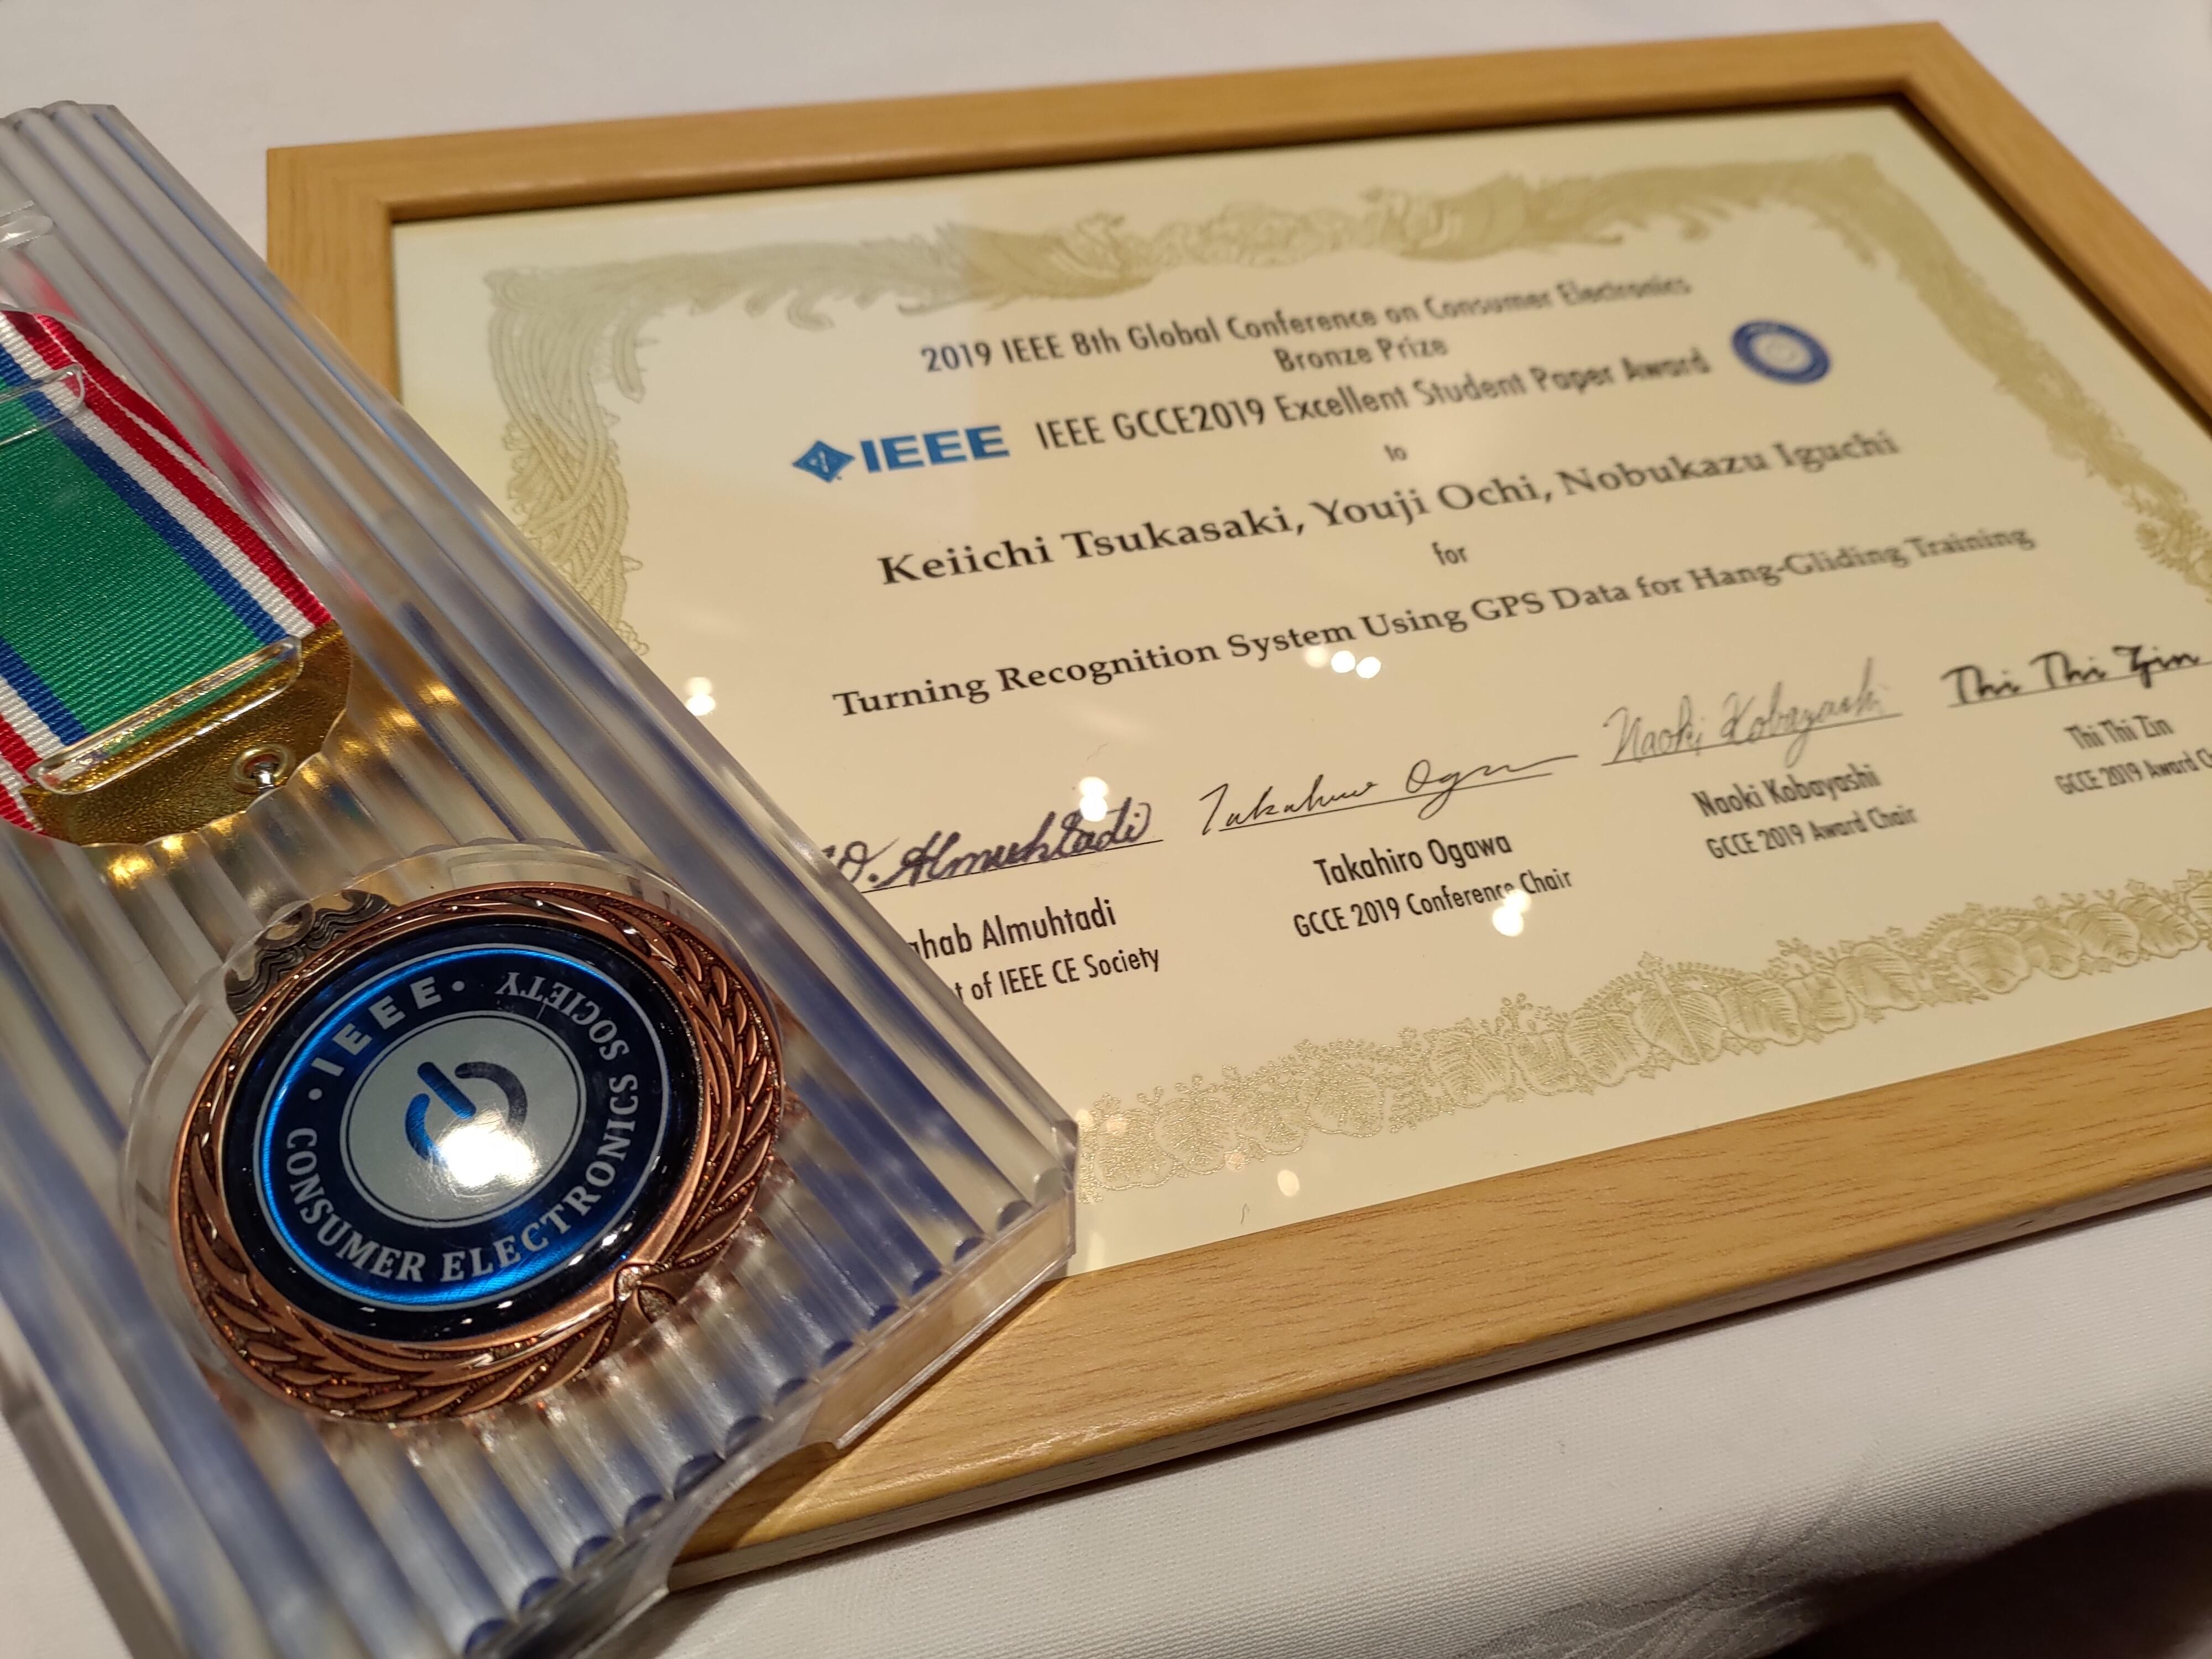 2019 IEEE 8th Global Conference on Consumer Electronics
Bronze Prize
IEEE
IEEE GCCE2019 Excellent Student Paper Award
to
Keiichi Tsukasaki, Youji Ochi, Nobukazu Iguchi
for
Turning Recognition System Using GPS Data for Hang-Gliding Training
W. Almuhtadi
Takahiro Ogawa
Naoki Kobayashi
Thi Thi Zin
Almuhtadi
of IEEE CE Society
Takahiro Ogawa
GCCE 2019 Conference Chair
Naoki Kobayashi
GCCE 2019 Award Chair
Thi Thi Zin
GCCE 2019 Award
· IEEE ·
CONSUMER ELECTRONICS SOCIETY